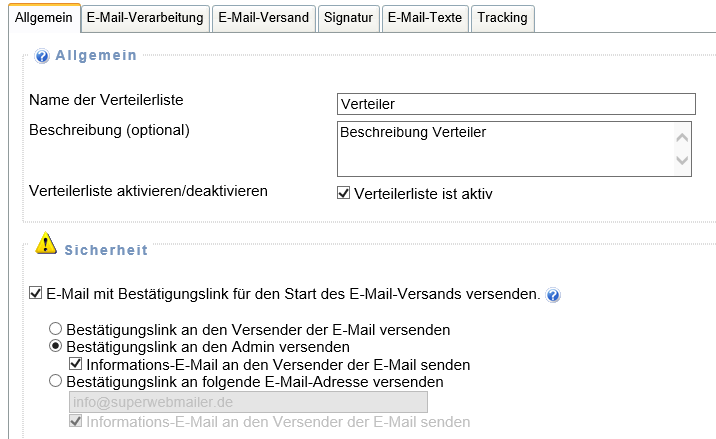 Allgemein E-Mail-Verarbeitung E-Mail-Versand Signatur E-Mail-Texte Tracking
Allgemein
Name der Verteilerliste Verteiler
Beschreibung (optional) Beschreibung Verteiler
Verteilerliste aktivieren/deaktivieren Verteilerliste ist aktiv
Sicherheit
E-Mail mit Bestätigungslink für den Start des E-Mail-Versands versenden.
Bestätigungslink an den Versender der E-Mail versenden
Bestätigungslink an den Admin versenden
Informations-E-Mail an den Versender der E-Mail senden
Bestätigungslink an folgende E-Mail-Adresse versenden
info@superwebmailer.de
Informations-E-Mail an den Versender der E-Mail senden